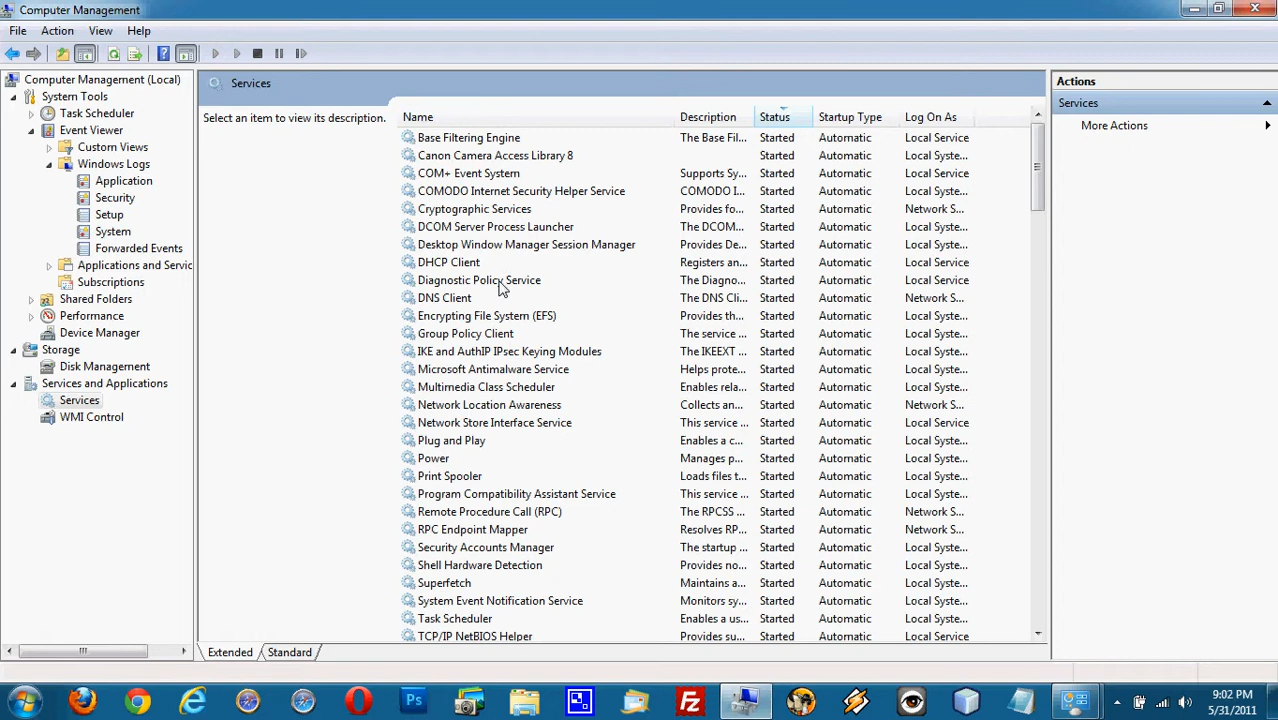 Computer Management
File Action View Help
Computer Management (Local)
System Tools
Task Scheduler
Event Viewer
Custom Views
Windows Logs
Application
Security
Setup
System
Forwarded Events
Applications and Servic
Subscriptions
Shared Folders
Performance
Device Manager
Storage
Disk Management
Services and Applications
Services
WMI Control
Services
Select an item to view its description.
Name Description Status Startup Type Log On As
Base Filtering Engine The Base Fil... Started Automatic Local Service
Canon Camera Access Library 8 Started Automatic Local Syste...
COM+ Event System Supports Sy... Started Automatic Local Service
COMODO Internet Security Helper Service COMODO I... Started Automatic Local Syste...
Cryptographic Services Provides fo... Started Automatic Network S...
DCOM Server Process Launcher The DCOM... Started Automatic Local Syste...
Desktop Window Manager Session Manager Provides De... Started Automatic Local Syste...
DHCP Client Registers an... Started Automatic Local Service
Diagnostic Policy Service The Diagno... Started Automatic Local Service
DNS Client The DNS Cli... Started Automatic Network S...
Encrypting File System (EFS) Provides th... Started Automatic Local Syste...
Group Policy Client The service ... Started Automatic Local Syste...
IKE and AuthIP IPsec Keying Modules The IKEEXT ... Started Automatic Local Syste...
Microsoft Antimalware Service Helps prote... Started Automatic Local Syste...
Multimedia Class Scheduler Enables rela... Started Automatic Local Syste...
Network Location Awareness Collects an... Started Automatic Network S...
Network Store Interface Service This service ... Started Automatic Local Service
Plug and Play Enables a c... Started Automatic Local Syste...
Power Manages p... Started Automatic Local Syste...
Print Spooler Loads files t... Started Automatic Local Syste...
Program Compatibility Assistant Service This service ... Started Automatic Local Syste...
Remote Procedure Call (RPC) The RPCSS ... Started Automatic Network S...
RPC Endpoint Mapper Resolves RP... Started Automatic Network S...
Security Accounts Manager The startup ... Started Automatic Local Syste...
Shell Hardware Detection Provides no... Started Automatic Local Syste...
Superfetch Maintains a... Started Automatic Local Syste...
System Event Notification Service Monitors sy... Started Automatic Local Syste...
Task Scheduler Enables a us... Started Automatic Local Syste...
TCP/IP NetBIOS Helper Provides su... Started Automatic Local Service
Extended Standard
Actions
Services
More Actions
Ps
Fz
9:02 PM
5/31/2011